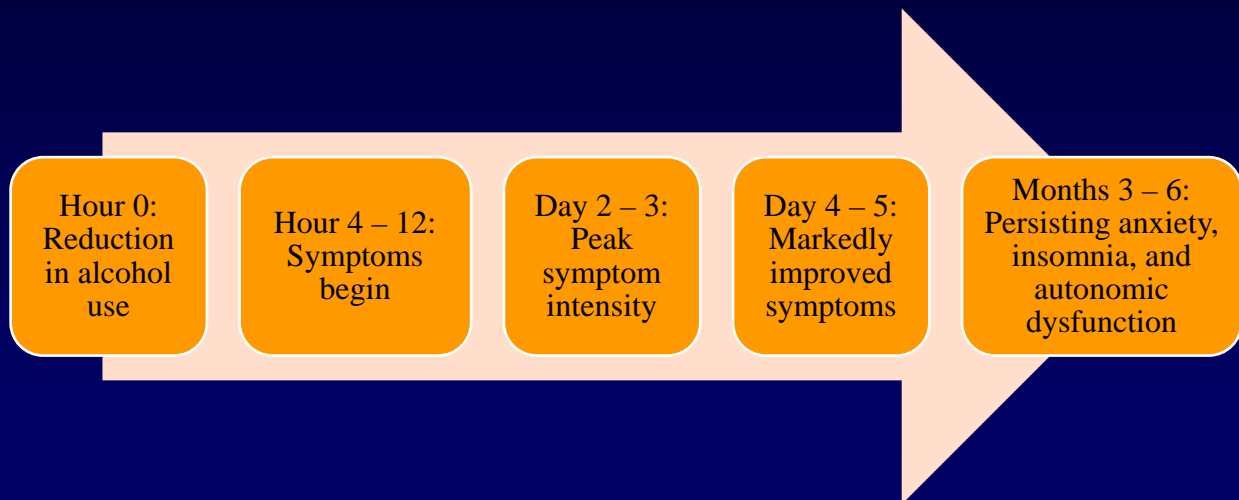 Hour 0:
Reduction
in alcohol
use
Hour 4 – 12:
Symptoms
begin
Day 2 – 3:
Peak
symptom
intensity
Day 4 – 5:
Markedly
improved
symptoms
Months 3 – 6:
Persisting anxiety,
insomnia, and
autonomic
dysfunction